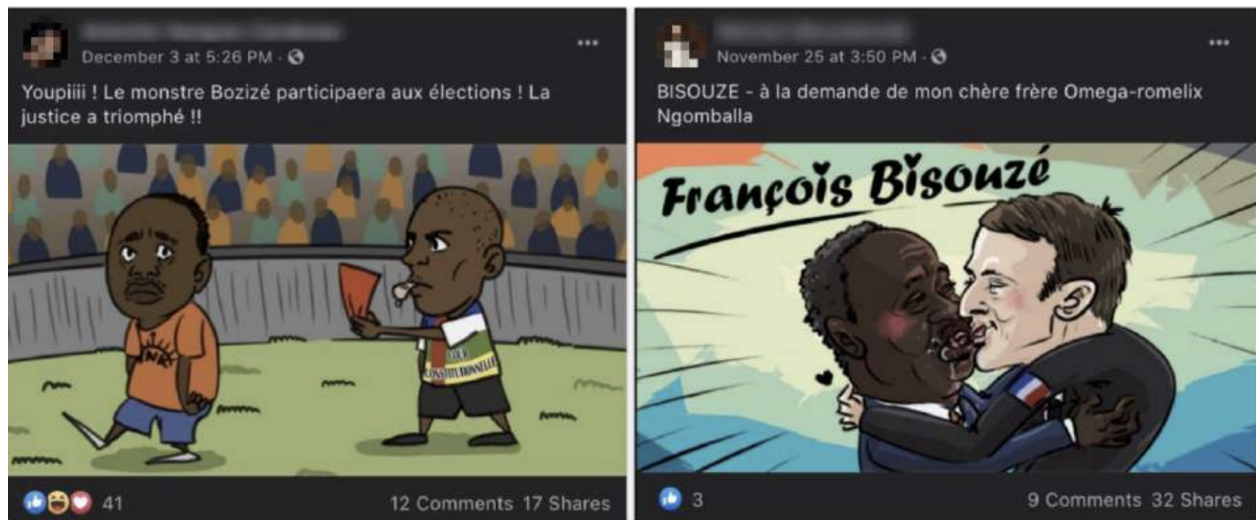 December 3 at 5:26 PM ·
Youpiiii ! Le monstre Bozizé participaera aux élections ! La
justice a triomphé !!
COUR
CONSTITUTIONNELLE
41
12 Comments 17 Shares
November 25 at 3:50 PM ·
BISOUZE - à la demande de mon chère frère Omega-romelix
Ngomballa
François Bisouzé
3
9 Comments 32 Shares